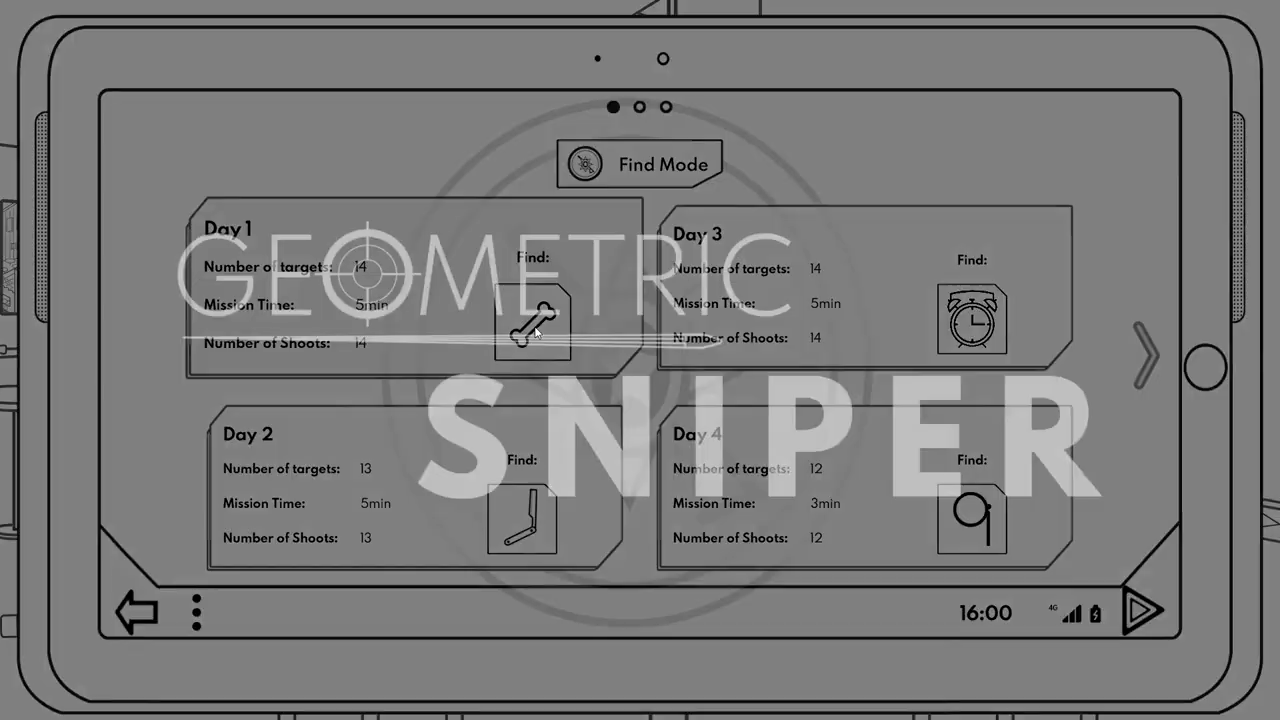 Find Mode
Day 1
Number of targets: 14
Mission Time: 5min
Number of Shoots: 14
Find:
Day 3
Number of targets: 14
Mission Time: 5min
Number of Shoots: 14
Find:
GEOMETRIC
SNIPER
Day 2
Number of targets: 13
Mission Time: 5min
Number of Shoots: 13
Find:
Day 4
Number of targets: 12
Mission Time: 3min
Number of Shoots: 12
Find:
16:00 4G